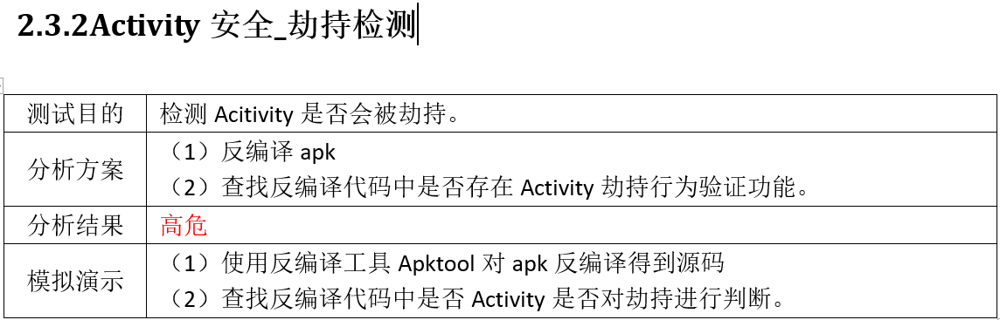 2.3.2Activity 安全_劫持检测
测试目的
检测 Acitivity 是否会被劫持。
分析方案
（1）反编译 apk
（2）查找反编译代码中是否存在 Activity 劫持行为验证功能。
分析结果
高危
模拟演示
（1）使用反编译工具 Apktool 对 apk 反编译得到源码
（2）查找反编译代码中是否 Activity 是否对劫持进行判断。